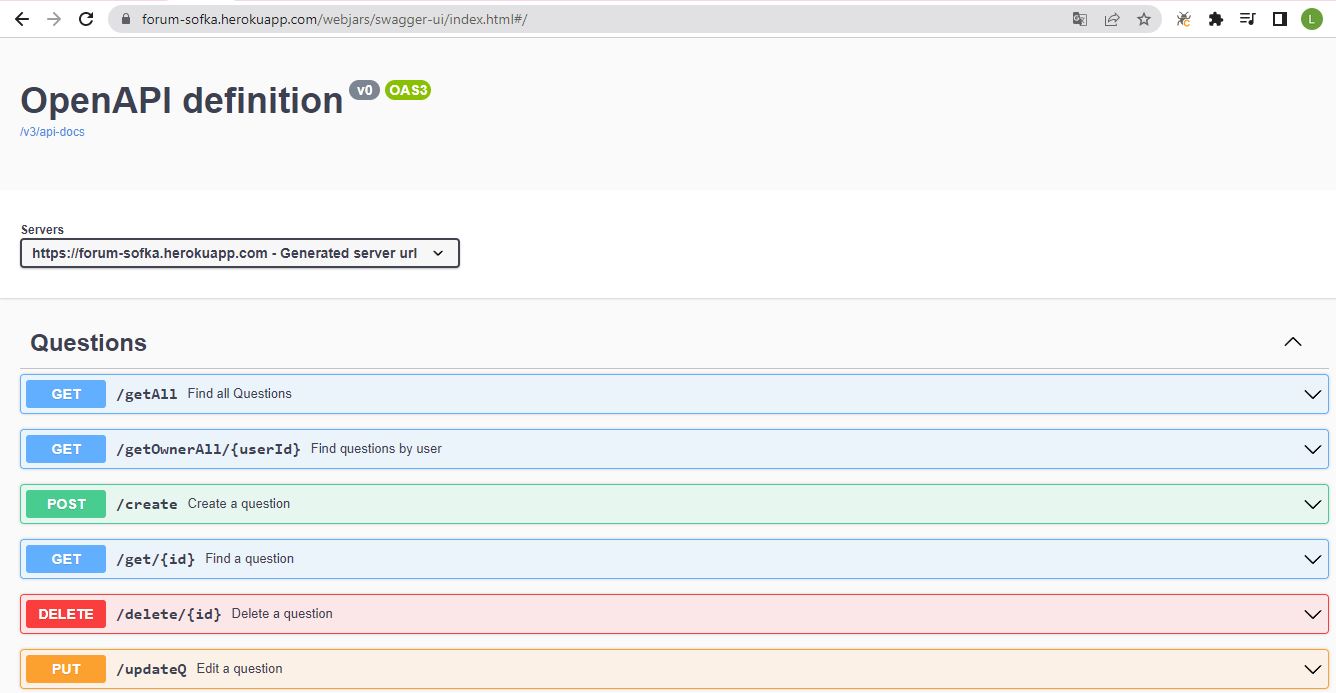 forum-sofka.herokuapp.com/webjars/swagger-ui/index.html#/
L
OpenAPI definition v0 OAS3
/v3/api-docs
Servers
https://forum-sofka.herokuapp.com - Generated server url
Questions
GET /getAll Find all Questions
GET /getOwnerAll/{userId} Find questions by user
POST /create Create a question
GET /get/{id} Find a question
DELETE /delete/{id} Delete a question
PUT /updateQ Edit a question